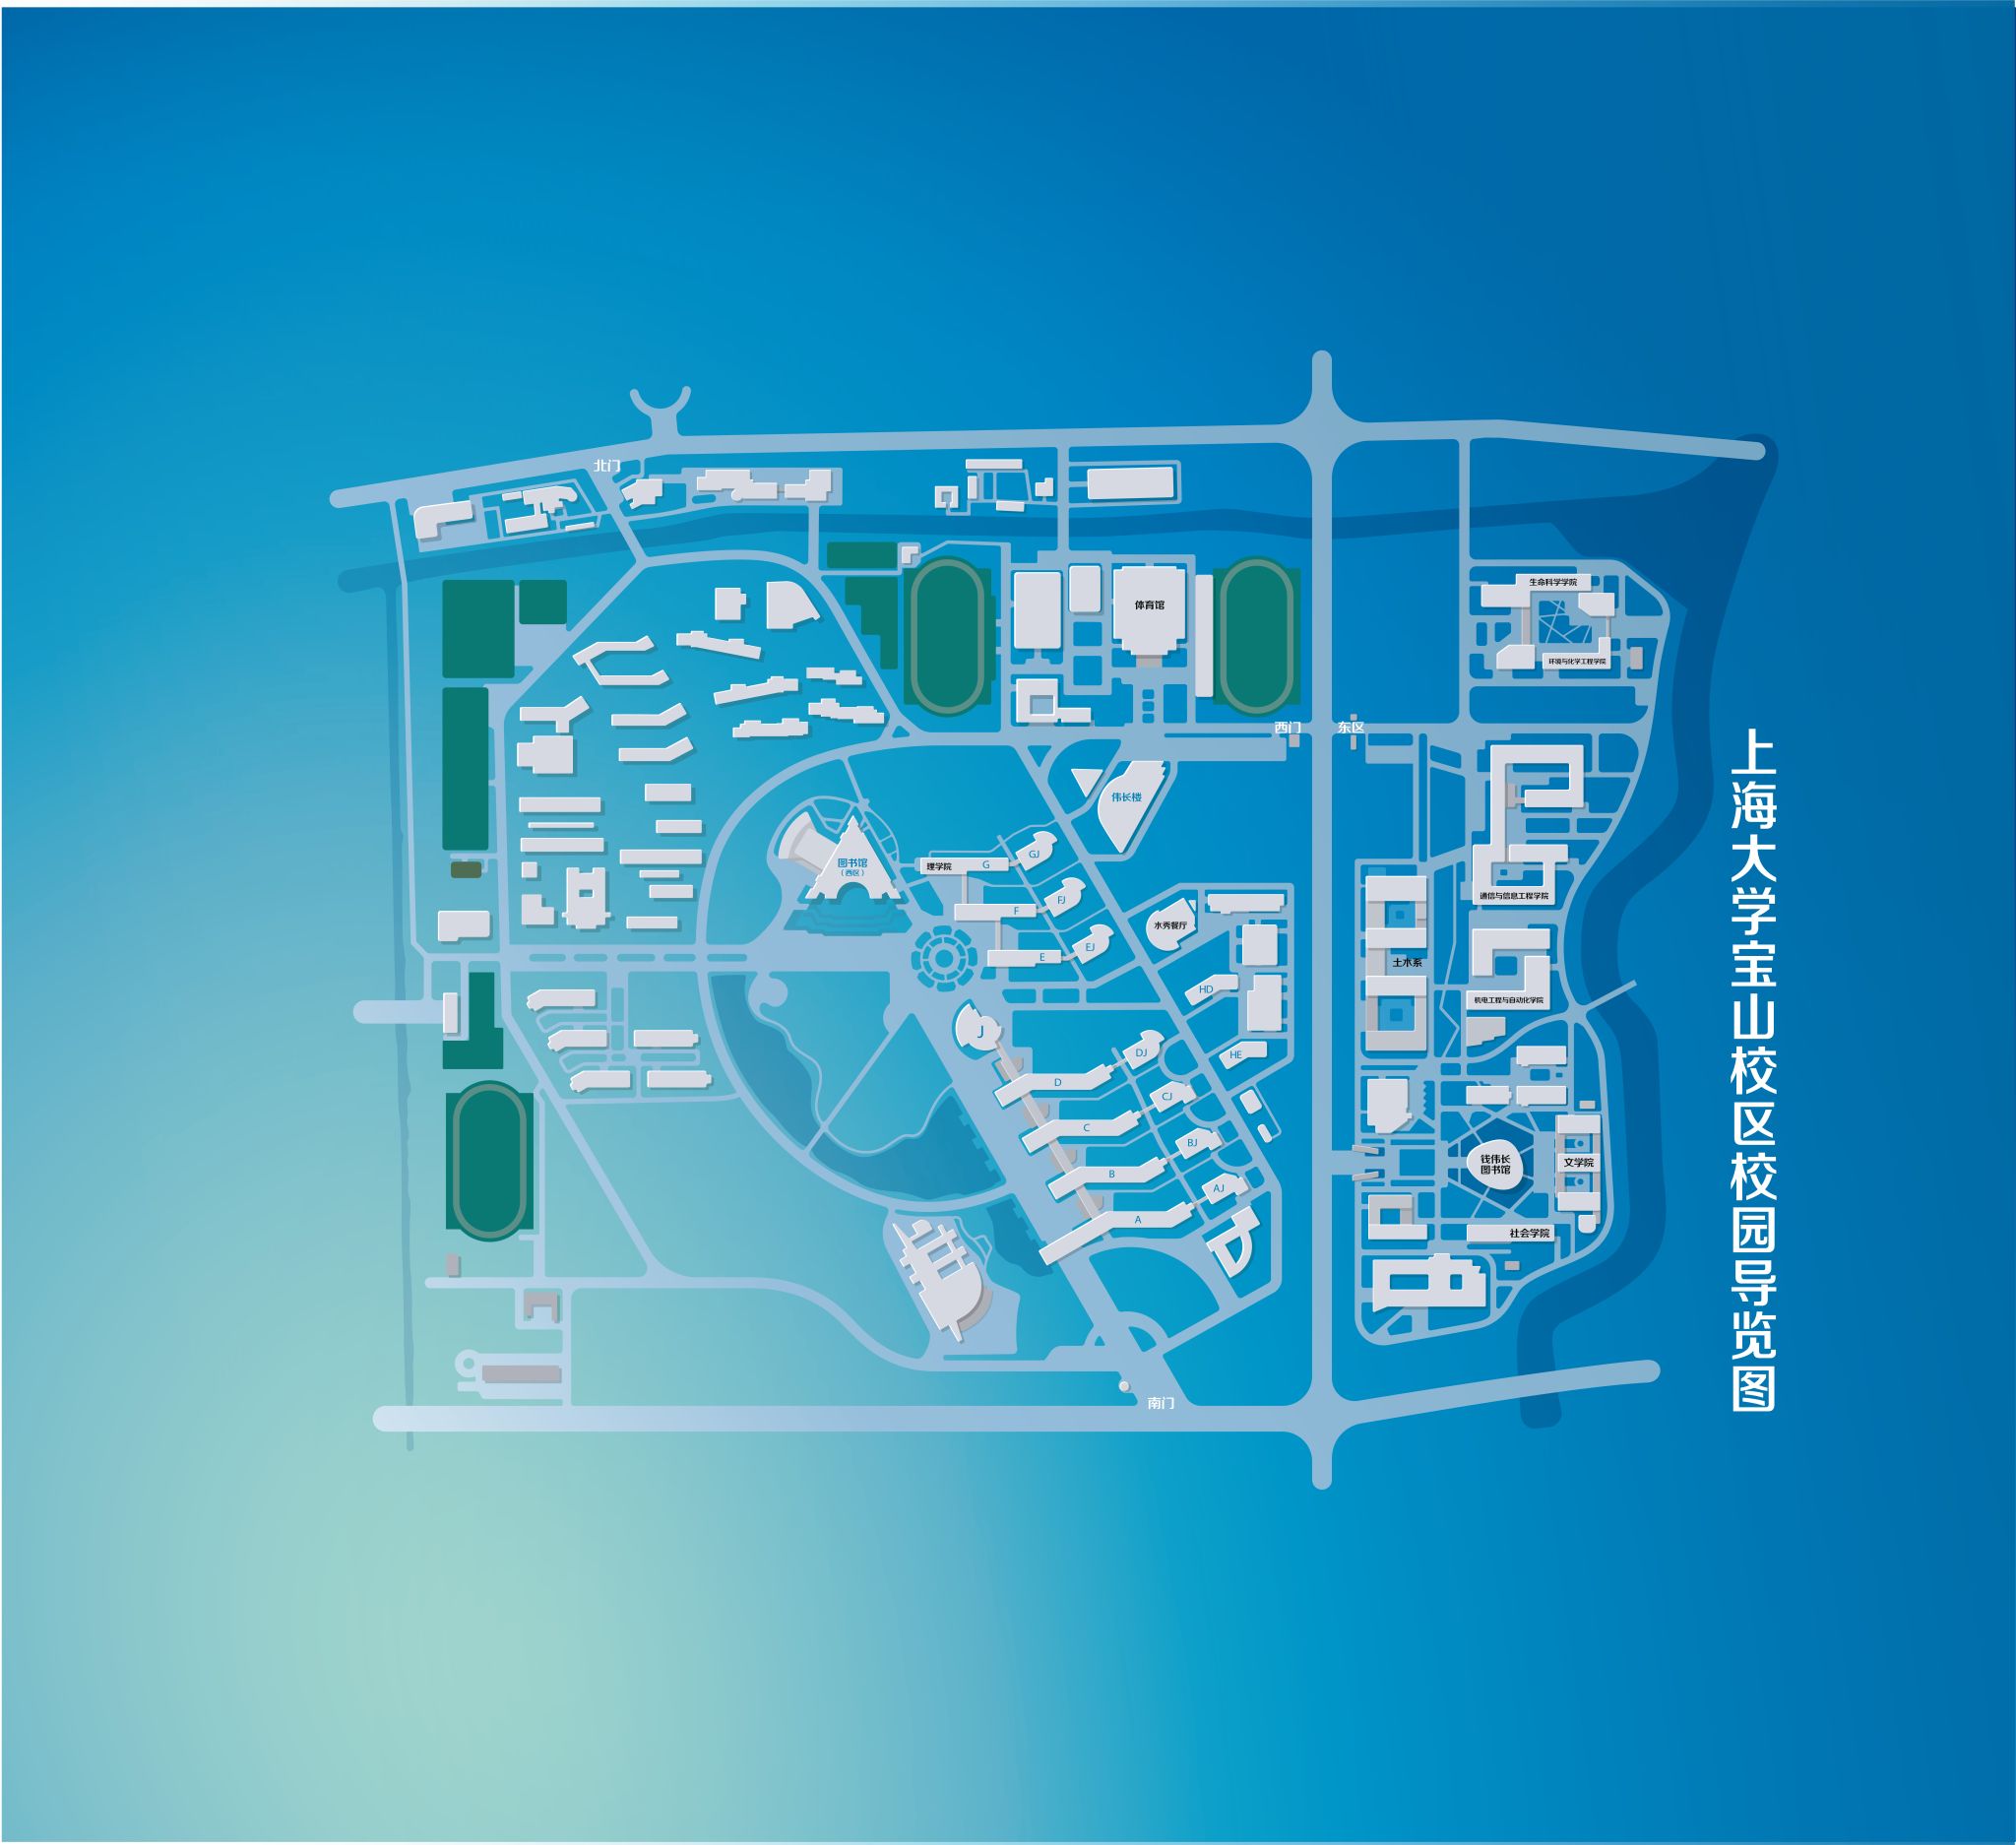 上海大学宝山校区校园导览图
北门
生命科学学院
体育馆
环境与化学工程学院
西门
东区
伟长楼
图书馆
(西区)
理学院
G
GJ
通信与信息工程学院
F
FJ
水秀餐厅
E
EJ
土木系
HD
机电工程与自动化学院
J
DJ
HE
D
CJ
C
BJ
钱伟长
图书馆
文学院
B
AJ
A
社会学院
南门